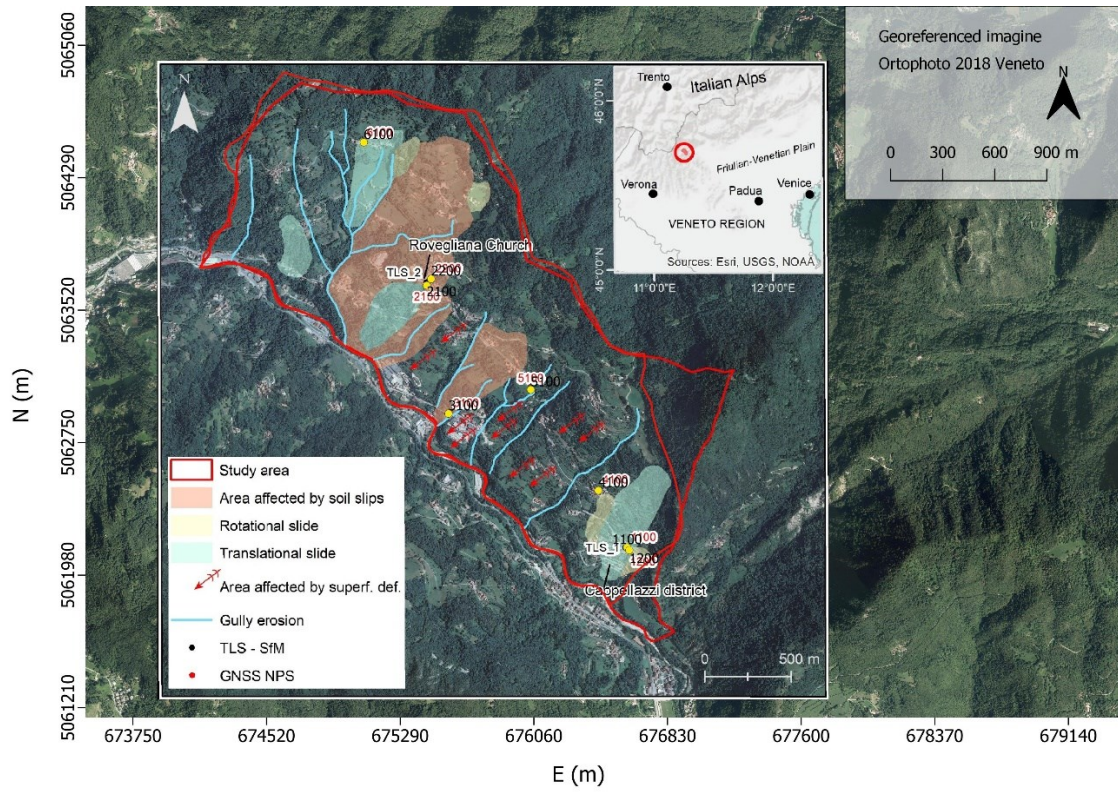 Georeferenced imagine
Ortophoto 2018 Veneto
N
0 300 600 900 m
N (m)
5065060
5064290
5063520
5062750
5061980
5061210
N
Trento
Italian Alps
46°0'0"N
Friulian-Venetian Plain
Verona
Padua
Venice
VENETO REGION
45°0'0"N
Sources: Esri, USGS, NOAA
11°0'0"E
12°0'0"E
6100
6100
Rovegliana Church
TLS_2
2200
2200
2100
2100
5100
5100
3100
4100
4100
TLS_1
1100
1100
1200
1200
Cappellazzi district
Study area
Area affected by soil slips
Rotational slide
Translational slide
Area affected by superf. def.
Gully erosion
TLS - SfM
GNSS NPS
0 500 m
673750 674520 675290 676060 676830 677600 678370 679140
E (m)